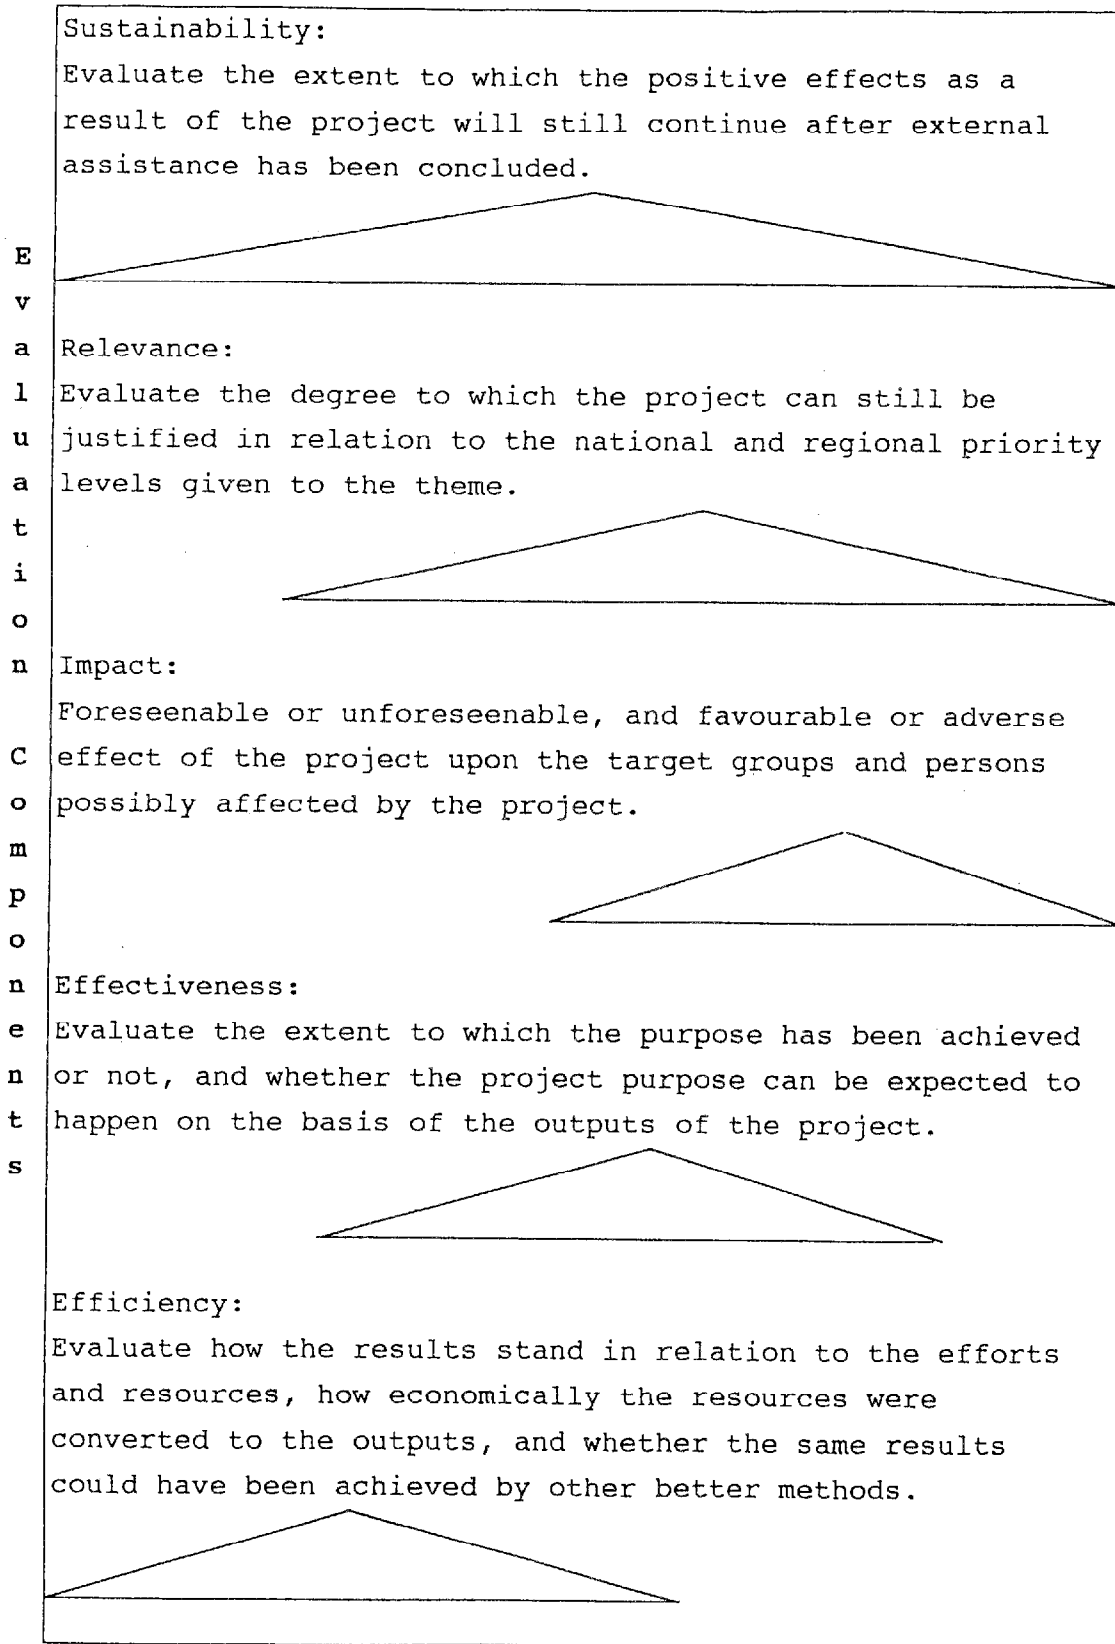 Sustainability:
Evaluate the extent to which the positive effects as a
result of the project will still continue after external
assistance has been concluded.
Evaluation Components
Relevance:
Evaluate the degree to which the project can still be
justified in relation to the national and regional priority
levels given to the theme.
Impact:
Foreseeable or unforeseenable, and favourable or adverse
effect of the project upon the target groups and persons
possibly affected by the project.
Effectiveness:
Evaluate the extent to which the purpose has been achieved
or not, and whether the project purpose can be expected to
happen on the basis of the outputs of the project.
Efficiency:
Evaluate how the results stand in relation to the efforts
and resources, how economically the resources were
converted to the outputs, and whether the same results
could have been achieved by other better methods.